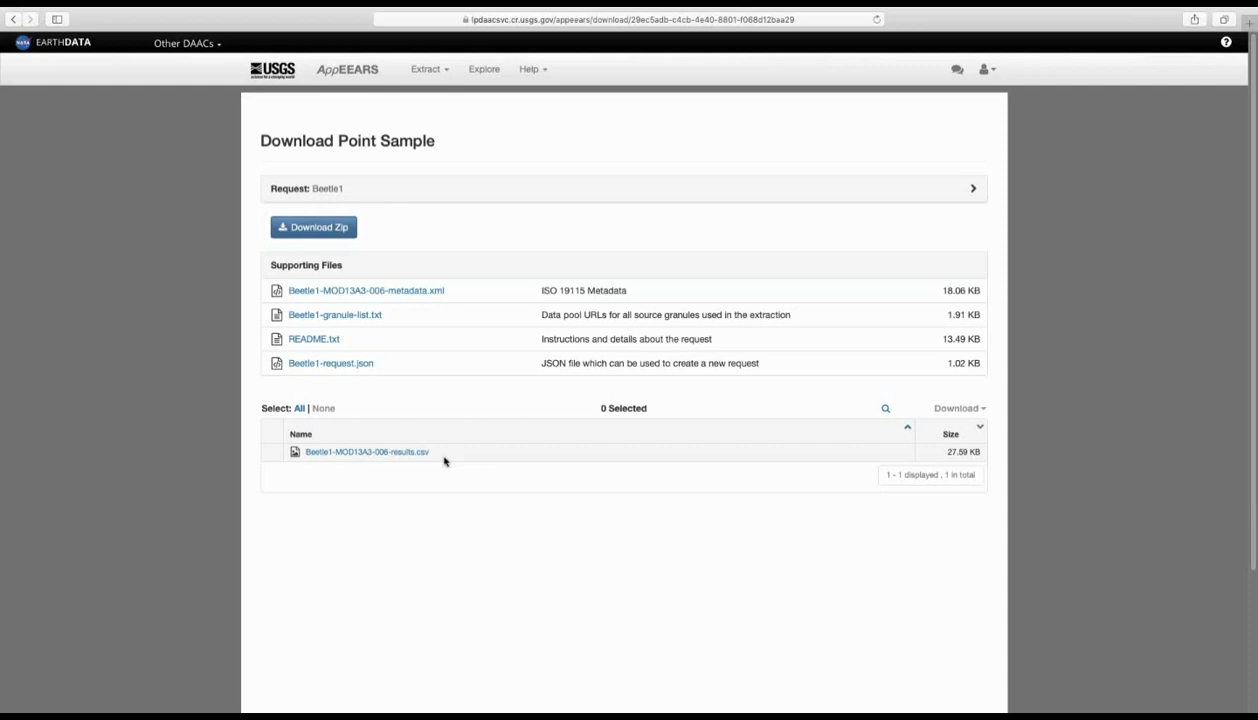 lpdaacsvc.cr.usgs.gov/appeears/download/29ec5adb-c4cb-4e40-8801-f068d12baa29
NASA EARTHDATA Other DAACs ?
USGS AppEEARS Extract Explore Help
Download Point Sample
Request: Beetle1
Download Zip
Supporting Files
Beetle1-MOD13A3-006-metadata.xml ISO 19115 Metadata 18.06 KB
Beetle1-granule-list.txt Data pool URLs for all source granules used in the extraction 1.91 KB
README.txt Instructions and details about the request 13.49 KB
Beetle1-request.json JSON file which can be used to create a new request 1.02 KB
Select: All | None 0 Selected Download
Name Size
Beetle1-MOD13A3-006-results.csv 27.59 KB
1 - 1 displayed , 1 in total